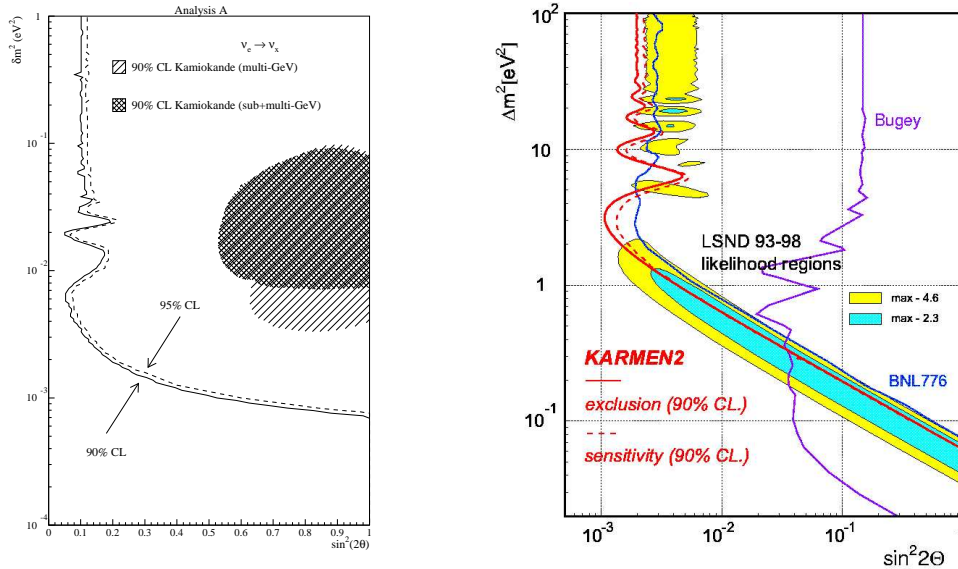 Analysis A
δm² (eV²)
ν_e → ν_x
90% CL Kamiokande (multi-GeV)
90% CL Kamiokande (sub+multi-GeV)
1
10⁻¹
10⁻²
10⁻³
10⁻⁴
95% CL
90% CL
0 0.1 0.2 0.3 0.4 0.5 0.6 0.7 0.8 0.9 1
sin²(2θ)
Δm²[eV²]
10²
10
1
10⁻¹
Bugey
LSND 93-98
likelihood regions
max - 4.6
max - 2.3
KARMEN2
exclusion (90% CL.)
sensitivity (90% CL.)
BNL776
10⁻³ 10⁻² 10⁻¹
sin²2Θ